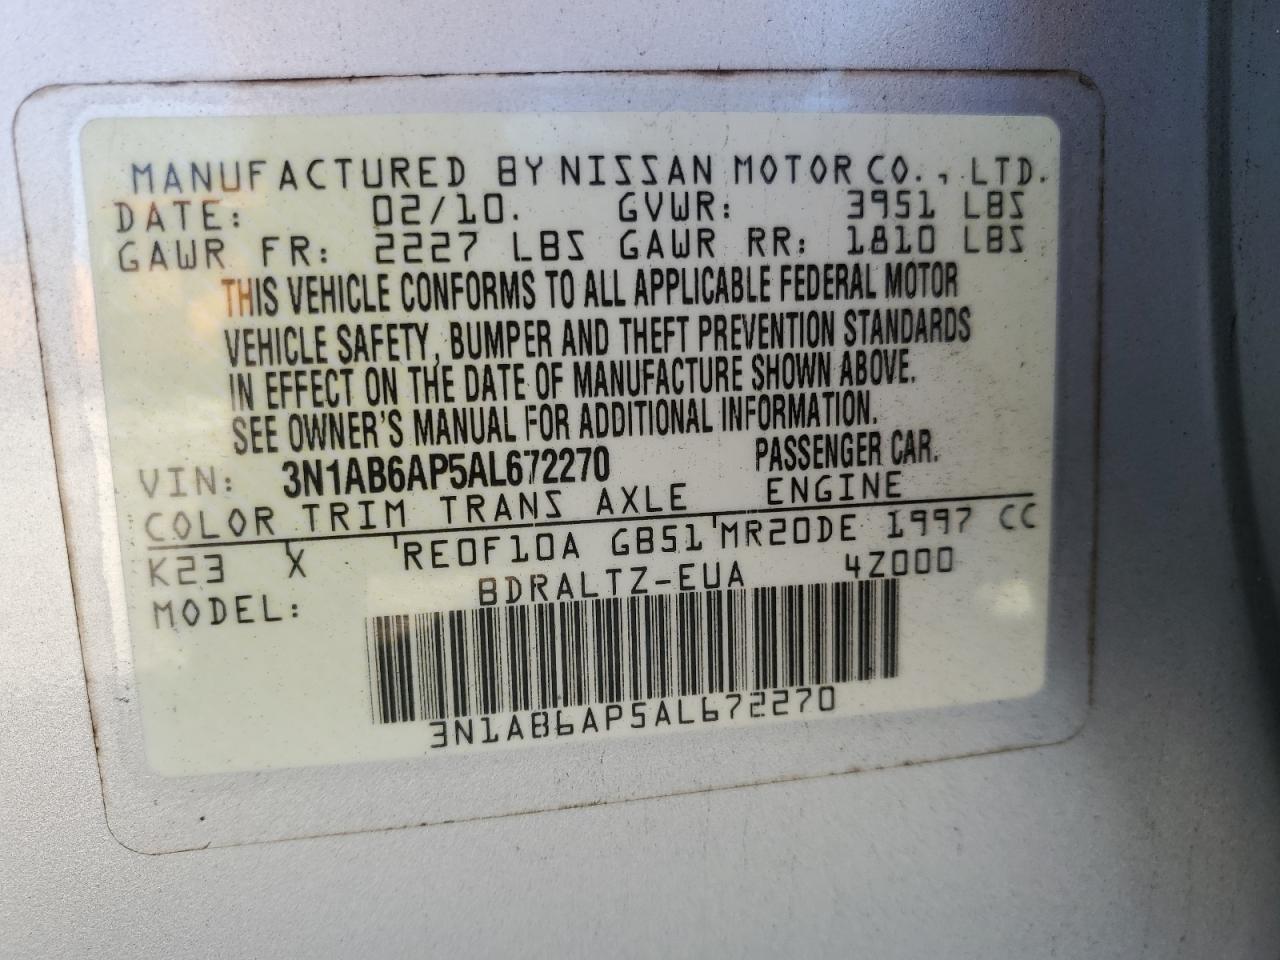 MANUFACTURED BY NISSAN MOTOR CO., LTD.
DATE: 02/10. GVWR: 3951 LBS
GAWR FR: 2227 LBS GAWR RR: 1810 LBS
THIS VEHICLE CONFORMS TO ALL APPLICABLE FEDERAL MOTOR
VEHICLE SAFETY, BUMPER AND THEFT PREVENTION STANDARDS
IN EFFECT ON THE DATE OF MANUFACTURE SHOWN ABOVE.
SEE OWNER'S MANUAL FOR ADDITIONAL INFORMATION.
VIN: 3N1AB6AP5AL672270 PASSENGER CAR.
COLOR TRIM TRANS AXLE ENGINE
K23 X RE0F10A GB51 MR20DE 1997 CC
MODEL: BDRALTZ-EUA 4Z000
3N1AB6AP5AL672270